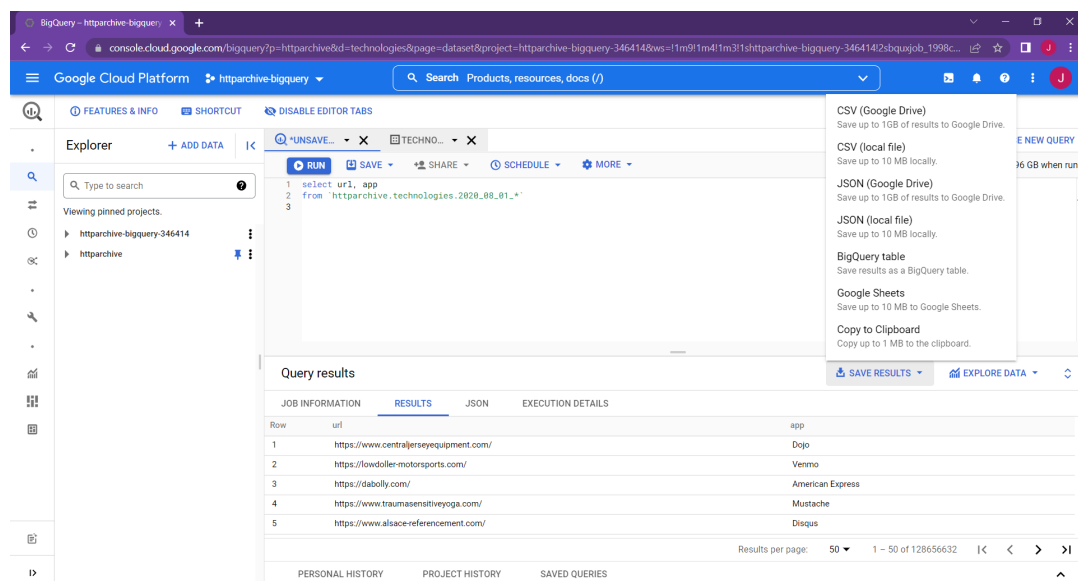 BigQuery – httparchive-bigquery
console.cloud.google.com/bigquery?p=httparchive&d=technologies&page=dataset&project=httparchive-bigquery-346414&ws=!1m9!1m4!1m3!1shttparchive-bigquery-346414!2sbquxjob_1998c...
J
Google Cloud Platform
httparchive-bigquery
Search Products, resources, docs (/)
J
FEATURES & INFO
SHORTCUT
DISABLE EDITOR TABS
Explorer
+ ADD DATA
Type to search
Viewing pinned projects.
httparchive-bigquery-346414
httparchive
*UNSAVE...
TECHNO...
E NEW QUERY
RUN
SAVE
SHARE
SCHEDULE
MORE
96 GB when run
1 select url, app
2 from `httparchive.technologies.2020_08_01_*`
3
CSV (Google Drive)
Save up to 1GB of results to Google Drive.
CSV (local file)
Save up to 10 MB locally.
JSON (Google Drive)
Save up to 1GB of results to Google Drive.
JSON (local file)
Save up to 10 MB locally.
BigQuery table
Save results as a BigQuery table.
Google Sheets
Save up to 10 MB to Google Sheets.
Copy to Clipboard
Copy up to 1 MB to the clipboard.
Query results
SAVE RESULTS
EXPLORE DATA
JOB INFORMATION
RESULTS
JSON
EXECUTION DETAILS
Row url app
1 https://www.centraljerseyequipment.com/ Dojo
2 https://lowdoller-motorsports.com/ Venmo
3 https://dabolly.com/ American Express
4 https://www.traumasensitiveyoga.com/ Mustache
5 https://www.alsace-referencement.com/ Disqus
Results per page: 50 1 – 50 of 128656632
PERSONAL HISTORY
PROJECT HISTORY
SAVED QUERIES